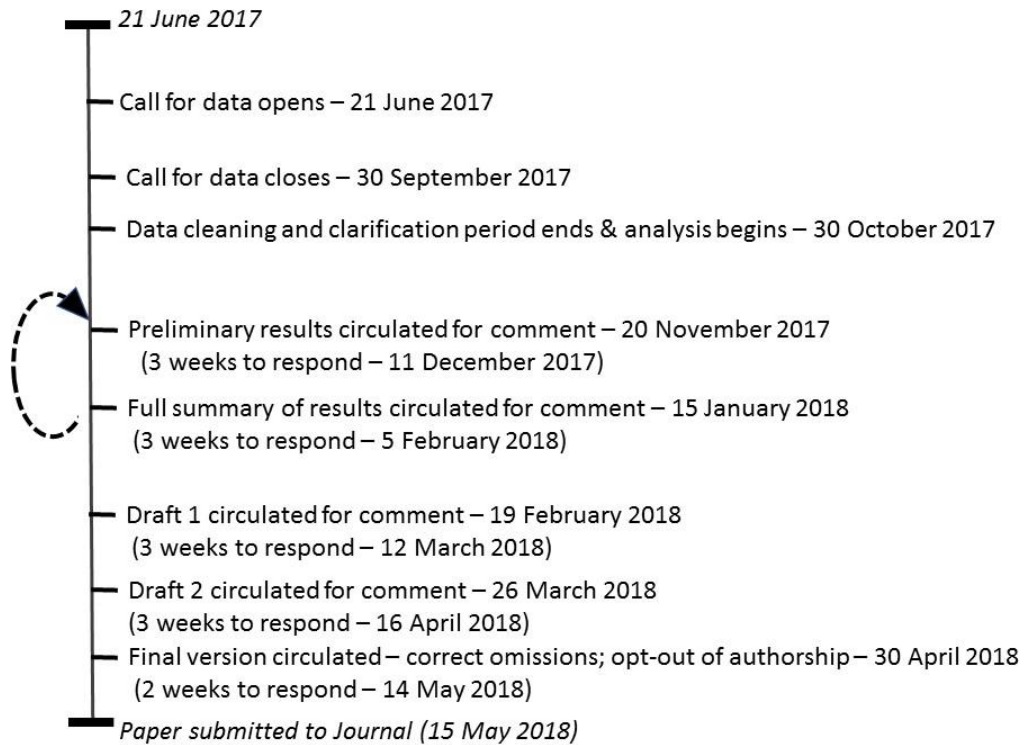 21 June 2017
Call for data opens – 21 June 2017
Call for data closes – 30 September 2017
Data cleaning and clarification period ends & analysis begins – 30 October 2017
Preliminary results circulated for comment – 20 November 2017
(3 weeks to respond – 11 December 2017)
Full summary of results circulated for comment – 15 January 2018
(3 weeks to respond – 5 February 2018)
Draft 1 circulated for comment – 19 February 2018
(3 weeks to respond – 12 March 2018)
Draft 2 circulated for comment – 26 March 2018
(3 weeks to respond – 16 April 2018)
Final version circulated – correct omissions; opt-out of authorship – 30 April 2018
(2 weeks to respond – 14 May 2018)
Paper submitted to Journal (15 May 2018)